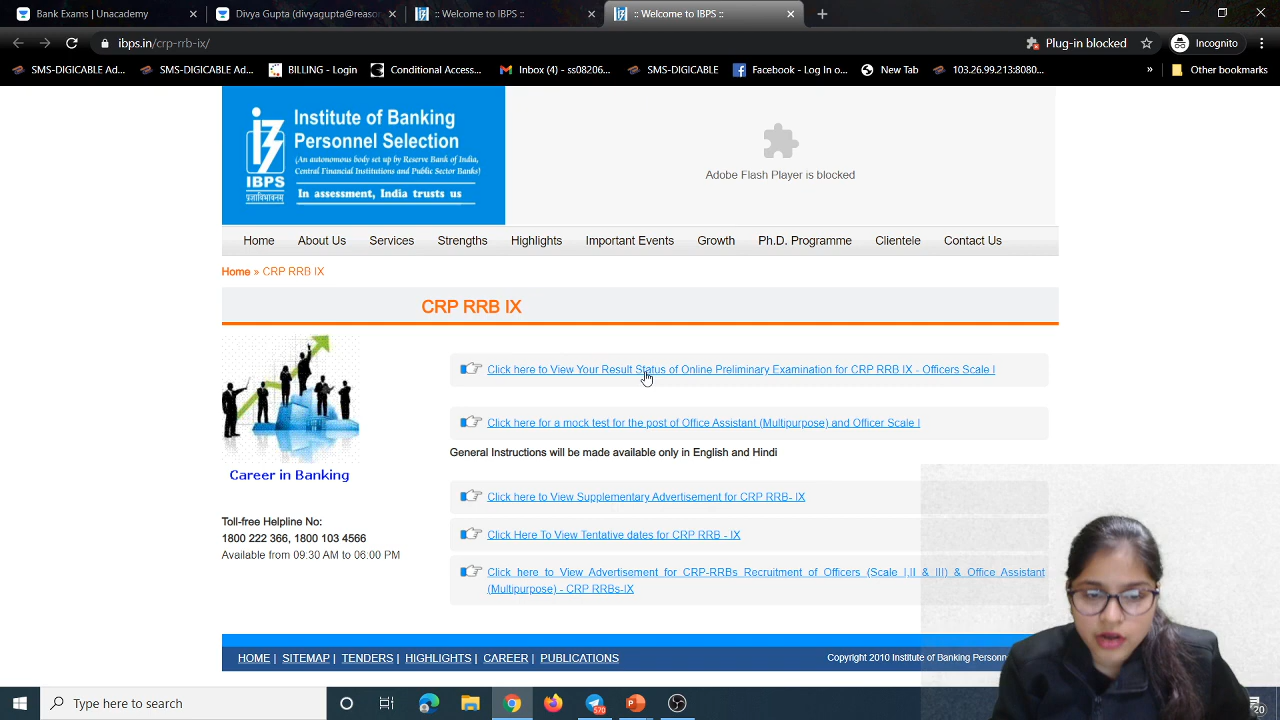 Bank Exams | Unacademy
Divya Gupta (divyagupta@reason
:: Welcome to IBPS ::
:: Welcome to IBPS ::
ibps.in/crp-rrb-ix/
Plug-in blocked
Incognito
SMS-DIGICABLE Ad...
SMS-DIGICABLE Ad...
BILLING - Login
Conditional Access...
Inbox (4) - ss08206...
SMS-DIGICABLE
Facebook - Log In o...
New Tab
103.26.99.213:8080...
»
Other bookmarks
Institute of Banking
Personnel Selection
(An autonomous body set up by Reserve Bank of India,
Central Financial Institutions and Public Sector Banks)
IBPS
In assessment, India trusts us
Adobe Flash Player is blocked
Home About Us Services Strengths Highlights Important Events Growth Ph.D. Programme Clientele Contact Us
Home » CRP RRB IX
CRP RRB IX
Click here to View Your Result Status of Online Preliminary Examination for CRP RRB IX - Officers Scale I
Click here for a mock test for the post of Office Assistant (Multipurpose) and Officer Scale I
General Instructions will be made available only in English and Hindi
Career in Banking
Click here to View Supplementary Advertisement for CRP RRB- IX
Toll-free Helpline No:
1800 222 366, 1800 103 4566
Available from 09.30 AM to 06:00 PM
Click Here To View Tentative dates for CRP RRB - IX
Click here to View Advertisement for CRP-RRBs Recruitment of Officers (Scale I,II & III) & Office Assistant
(Multipurpose) - CRP RRBs-IX
HOME | SITEMAP | TENDERS | HIGHLIGHTS | CAREER | PUBLICATIONS
Copyright 2010 Institute of Banking Person
Type here to search
570
20